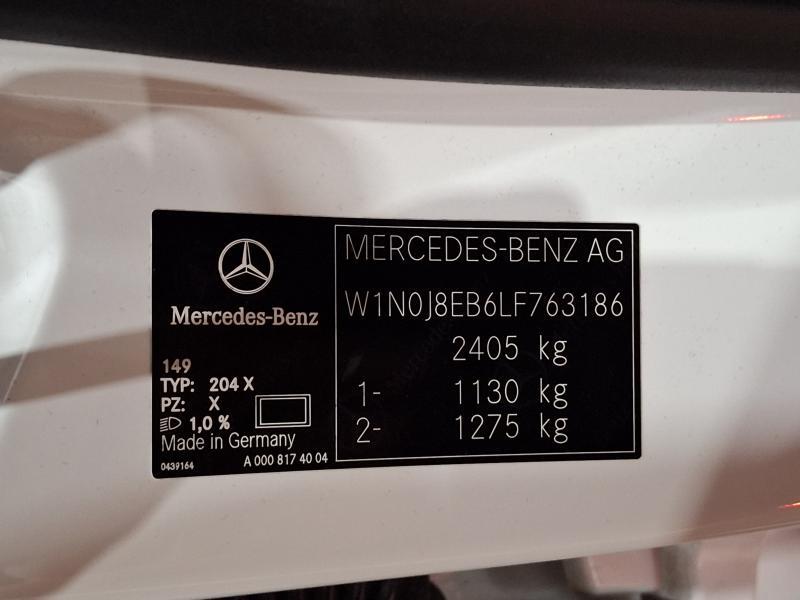 Mercedes-Benz
149
TYP: 204 X
PZ: X
1,0 %
Made in Germany
0439164 A 000 817 40 04
MERCEDES-BENZ AG
W1N0J8EB6LF763186
2405 kg
1- 1130 kg
2- 1275 kg